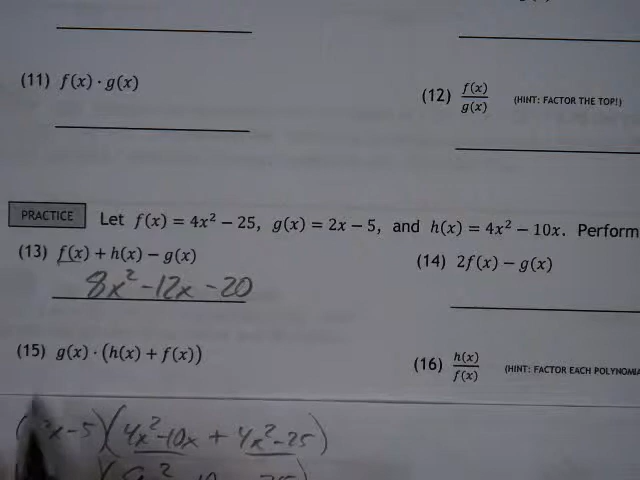 (11) f(x) · g(x)
(12) f(x)/g(x) (HINT: FACTOR THE TOP!)
PRACTICE Let f(x) = 4x² − 25, g(x) = 2x − 5, and h(x) = 4x² − 10x. Perform
(13) f(x) + h(x) − g(x)
(14) 2f(x) − g(x)
8x² − 12x − 20
(15) g(x) · (h(x) + f(x))
(16) h(x)/f(x) (HINT: FACTOR EACH POLYNOMIA
x−5)(4x²−10x + 4x²−25)